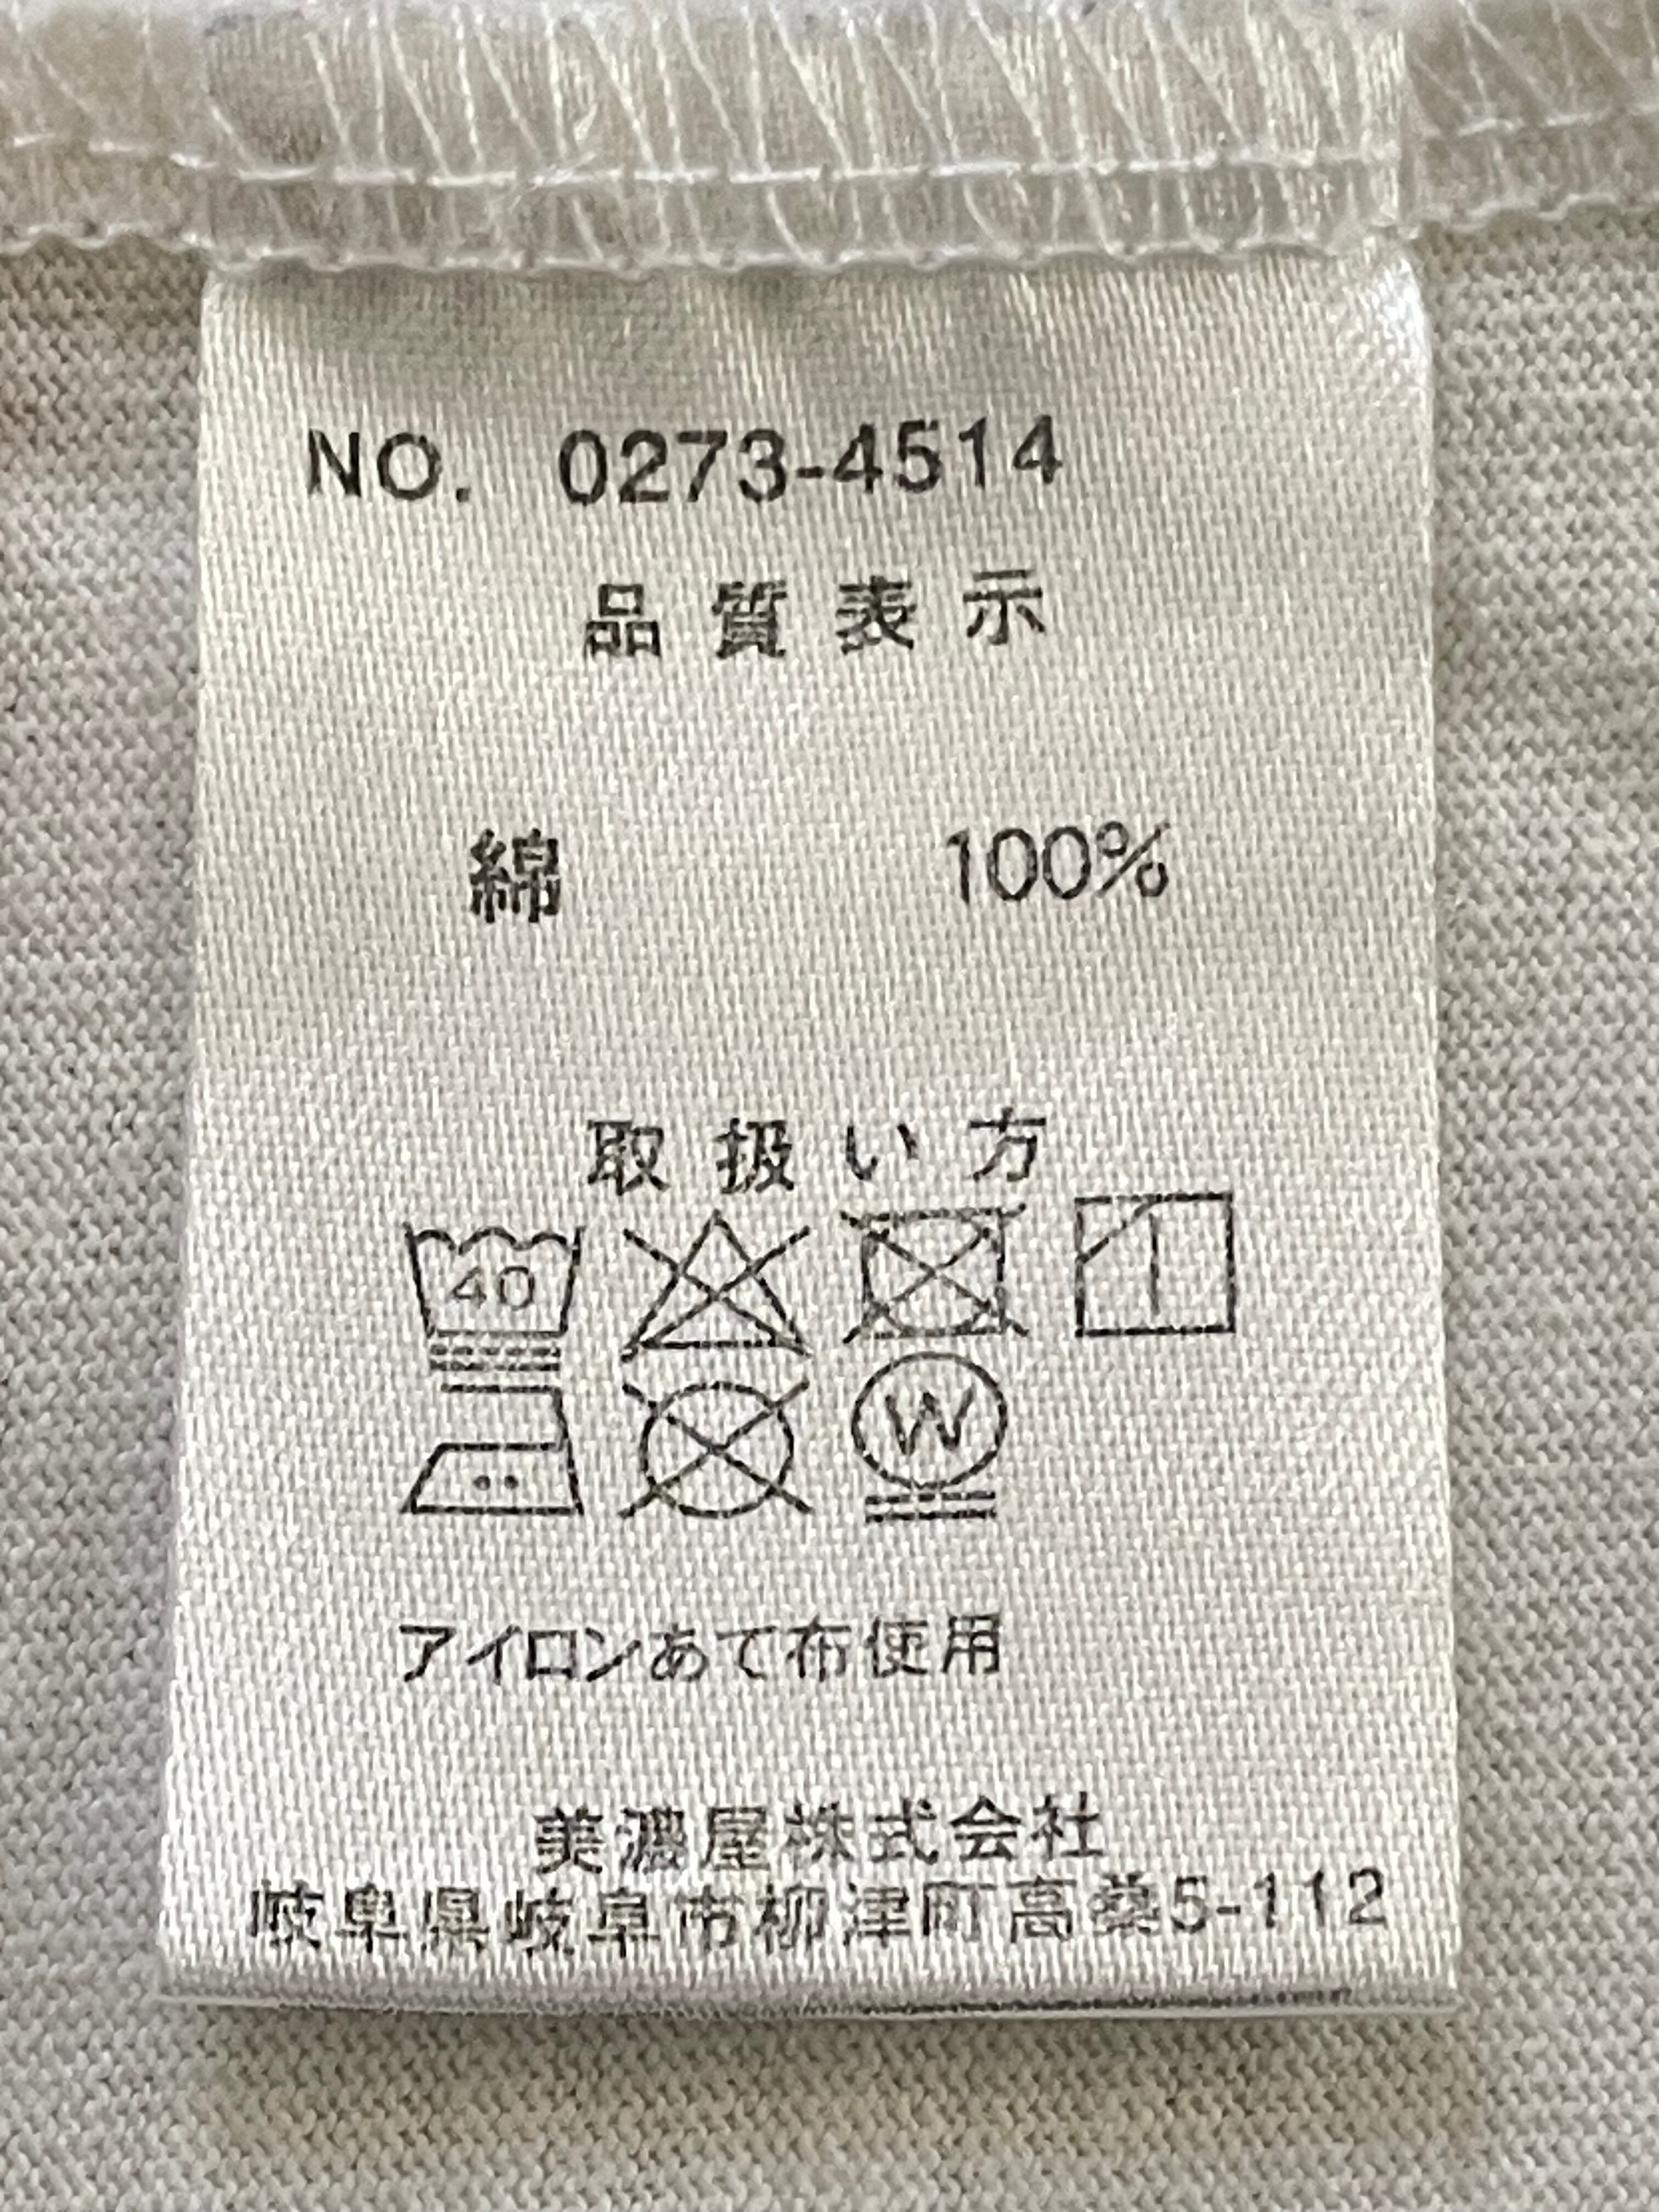 NO. 0273-4514
品質表示
綿 100%
取扱い方
40
W
アイロンあて布使用
美濃屋株式会社
岐阜県岐阜市柳津町高桑5-112